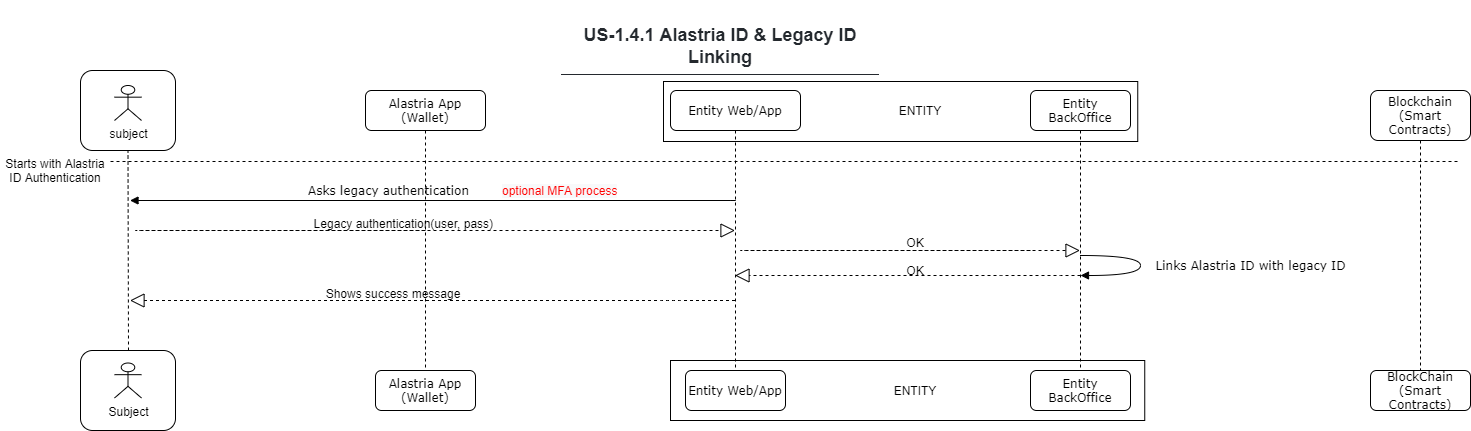 US-1.4.1 Alastria ID & Legacy ID
Linking
subject
Alastria App
(Wallet)
Entity Web/App
ENTITY
Entity
BackOffice
Blockchain
(Smart
Contracts)
Starts with Alastria
ID Authentication
Asks legacy authentication
optional MFA process
Legacy authentication(user, pass)
OK
Links Alastria ID with legacy ID
OK
Shows success message
Subject
Alastria App
(Wallet)
Entity Web/App
ENTITY
Entity
BackOffice
BlockChain
(Smart
Contracts)